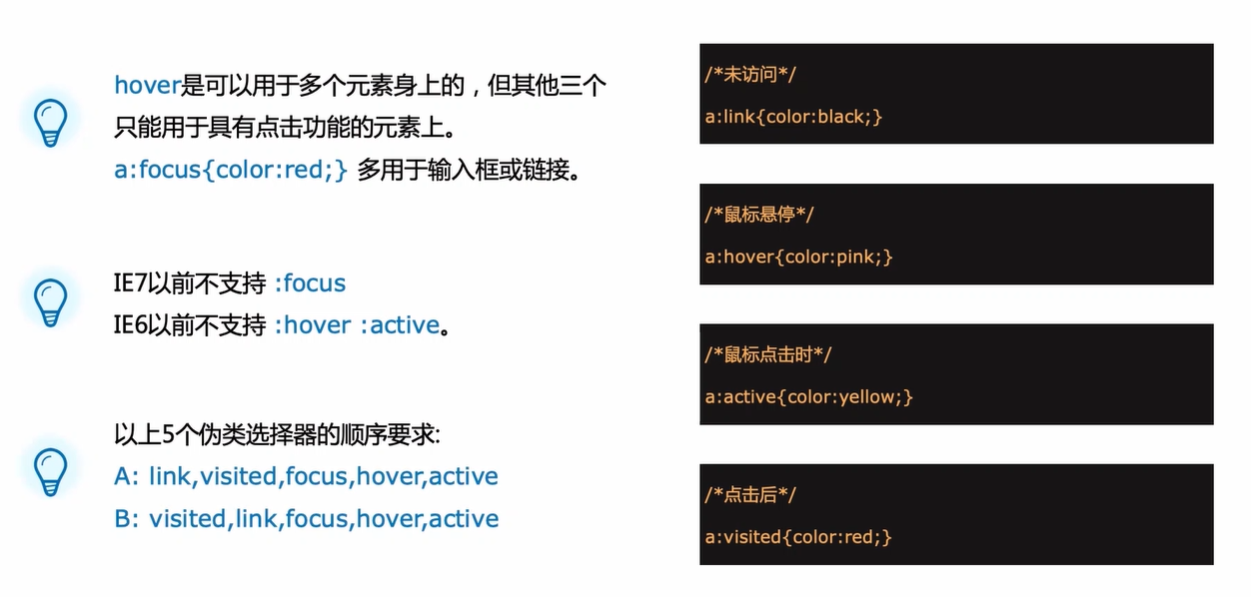 hover是可以用于多个元素身上的，但其他三个
只能用于具有点击功能的元素上。
a:focus{color:red;} 多用于输入框或链接。
IE7以前不支持 :focus
IE6以前不支持 :hover :active。
以上5个伪类选择器的顺序要求:
A: link,visited,focus,hover,active
B: visited,link,focus,hover,active
/*未访问*/
a:link{color:black;}
/*鼠标悬停*/
a:hover{color:pink;}
/*鼠标点击时*/
a:active{color:yellow;}
/*点击后*/
a:visited{color:red;}